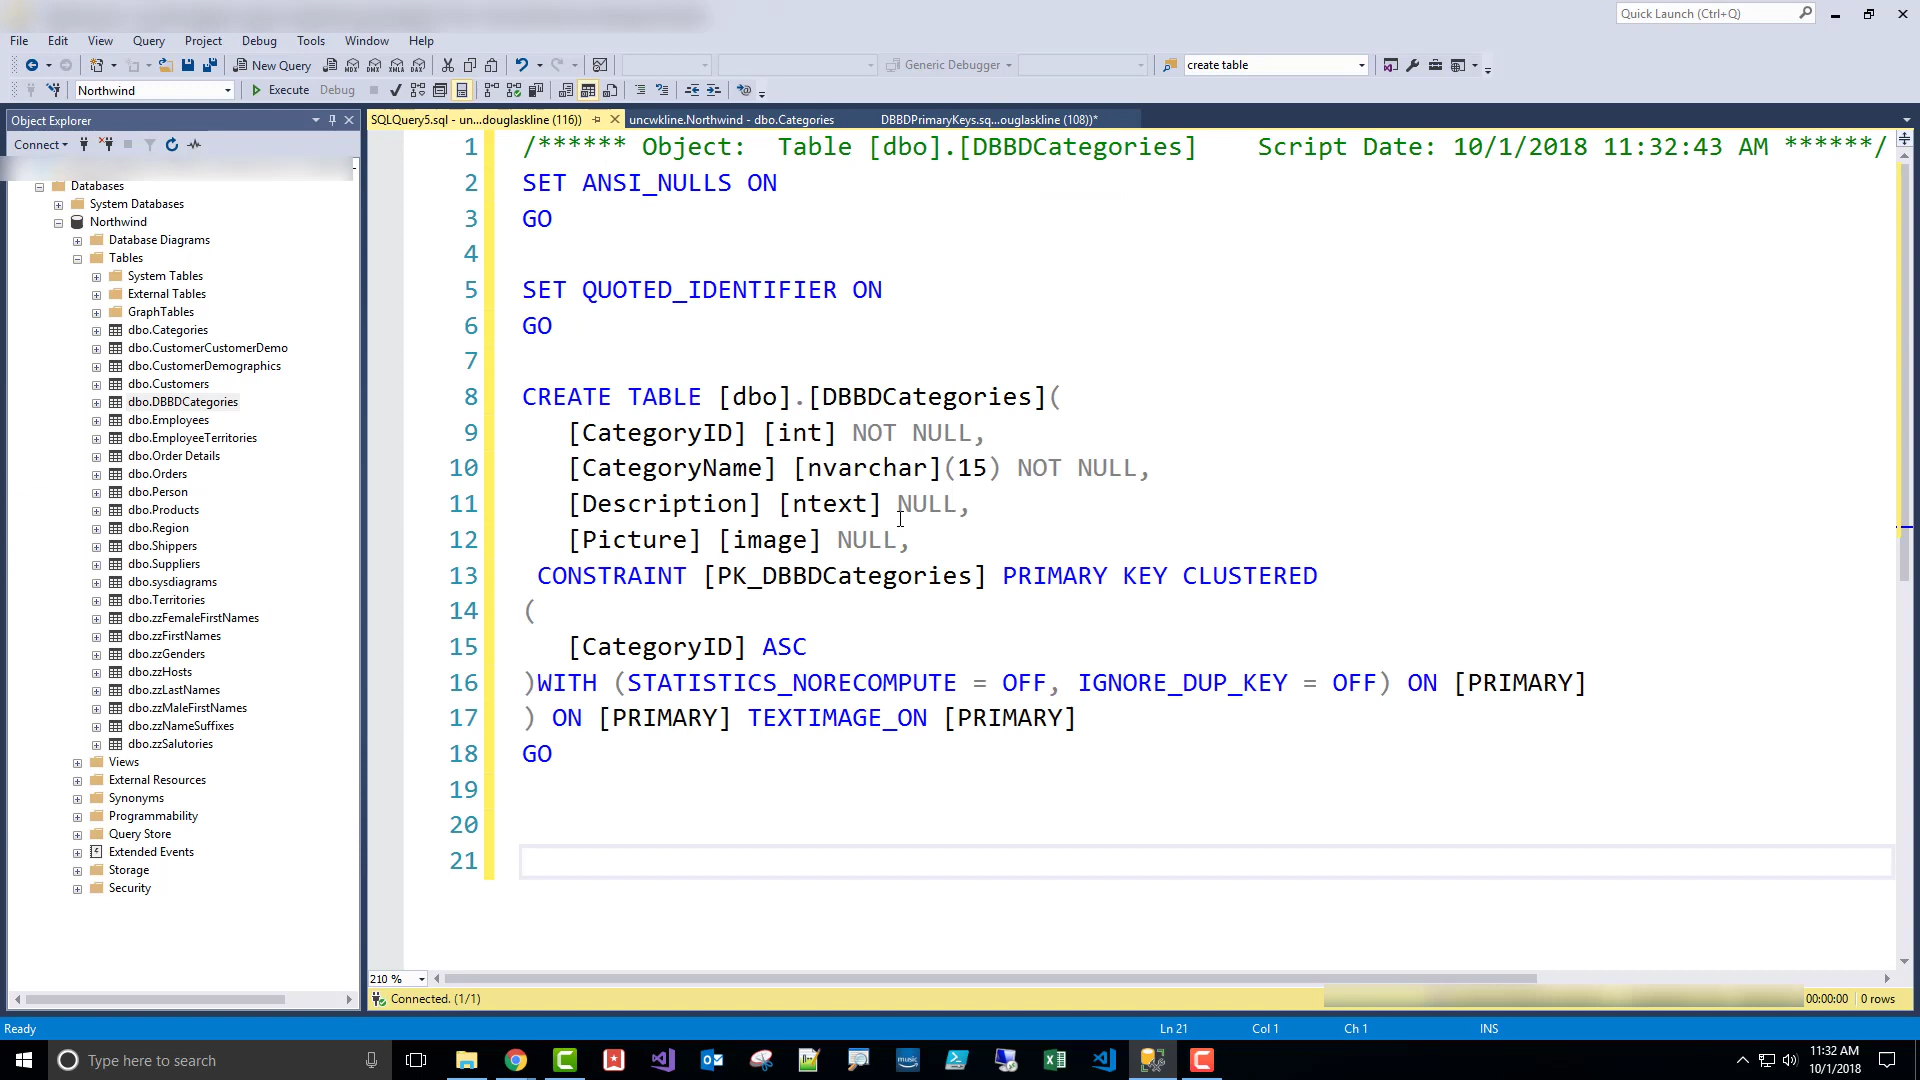 Quick Launch (Ctrl+Q)
File Edit View Query Project Debug Tools Window Help
New Query
MDX DMX XMLA DAX
Generic Debugger
create table
Northwind
Execute
Debug
Object Explorer
SQLQuery5.sql - un...douglaskline (116))
uncwkline.Northwind - dbo.Categories
DBBDPrimaryKeys.sq...ouglaskline (108))*
Connect
Databases
System Databases
Northwind
Database Diagrams
Tables
System Tables
External Tables
GraphTables
dbo.Categories
dbo.CustomerCustomerDemo
dbo.CustomerDemographics
dbo.Customers
dbo.DBBDCategories
dbo.Employees
dbo.EmployeeTerritories
dbo.Order Details
dbo.Orders
dbo.Person
dbo.Products
dbo.Region
dbo.Shippers
dbo.Suppliers
dbo.sysdiagrams
dbo.Territories
dbo.zzFemaleFirstNames
dbo.zzFirstNames
dbo.zzGenders
dbo.zzHosts
dbo.zzLastNames
dbo.zzMaleFirstNames
dbo.zzNameSuffixes
dbo.zzSalutories
Views
External Resources
Synonyms
Programmability
Query Store
Extended Events
Storage
Security
1 /****** Object:  Table [dbo].[DBBDCategories]    Script Date: 10/1/2018 11:32:43 AM ******/
2 SET ANSI_NULLS ON
3 GO
4
5 SET QUOTED_IDENTIFIER ON
6 GO
7
8 CREATE TABLE [dbo].[DBBDCategories](
9 [CategoryID] [int] NOT NULL,
10 [CategoryName] [nvarchar](15) NOT NULL,
11 [Description] [ntext] NULL,
12 [Picture] [image] NULL,
13 CONSTRAINT [PK_DBBDCategories] PRIMARY KEY CLUSTERED
14 (
15 [CategoryID] ASC
16 )WITH (STATISTICS_NORECOMPUTE = OFF, IGNORE_DUP_KEY = OFF) ON [PRIMARY]
17 ) ON [PRIMARY] TEXTIMAGE_ON [PRIMARY]
18 GO
19
20
21
210 %
Connected. (1/1)
00:00:00
0 rows
Ready
Ln 21
Col 1
Ch 1
INS
Type here to search
music
11:32 AM
10/1/2018